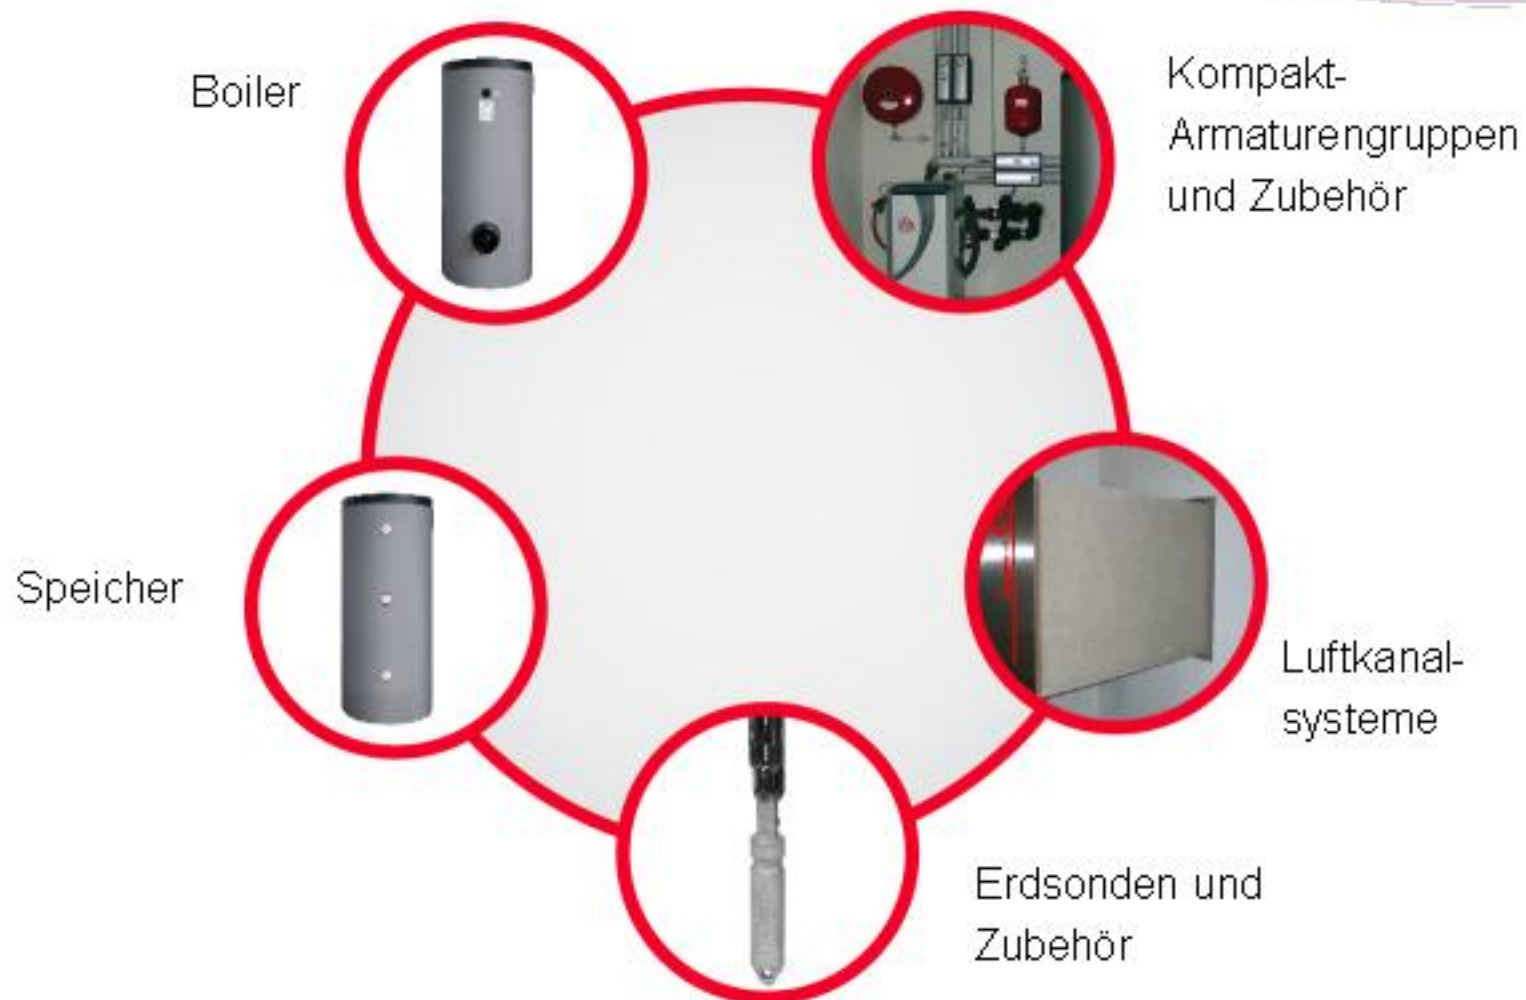 Boiler
Kompakt-
Armaturengruppen
und Zubehör
Speicher
Luftkanal-
systeme
Erdsonden und
Zubehör